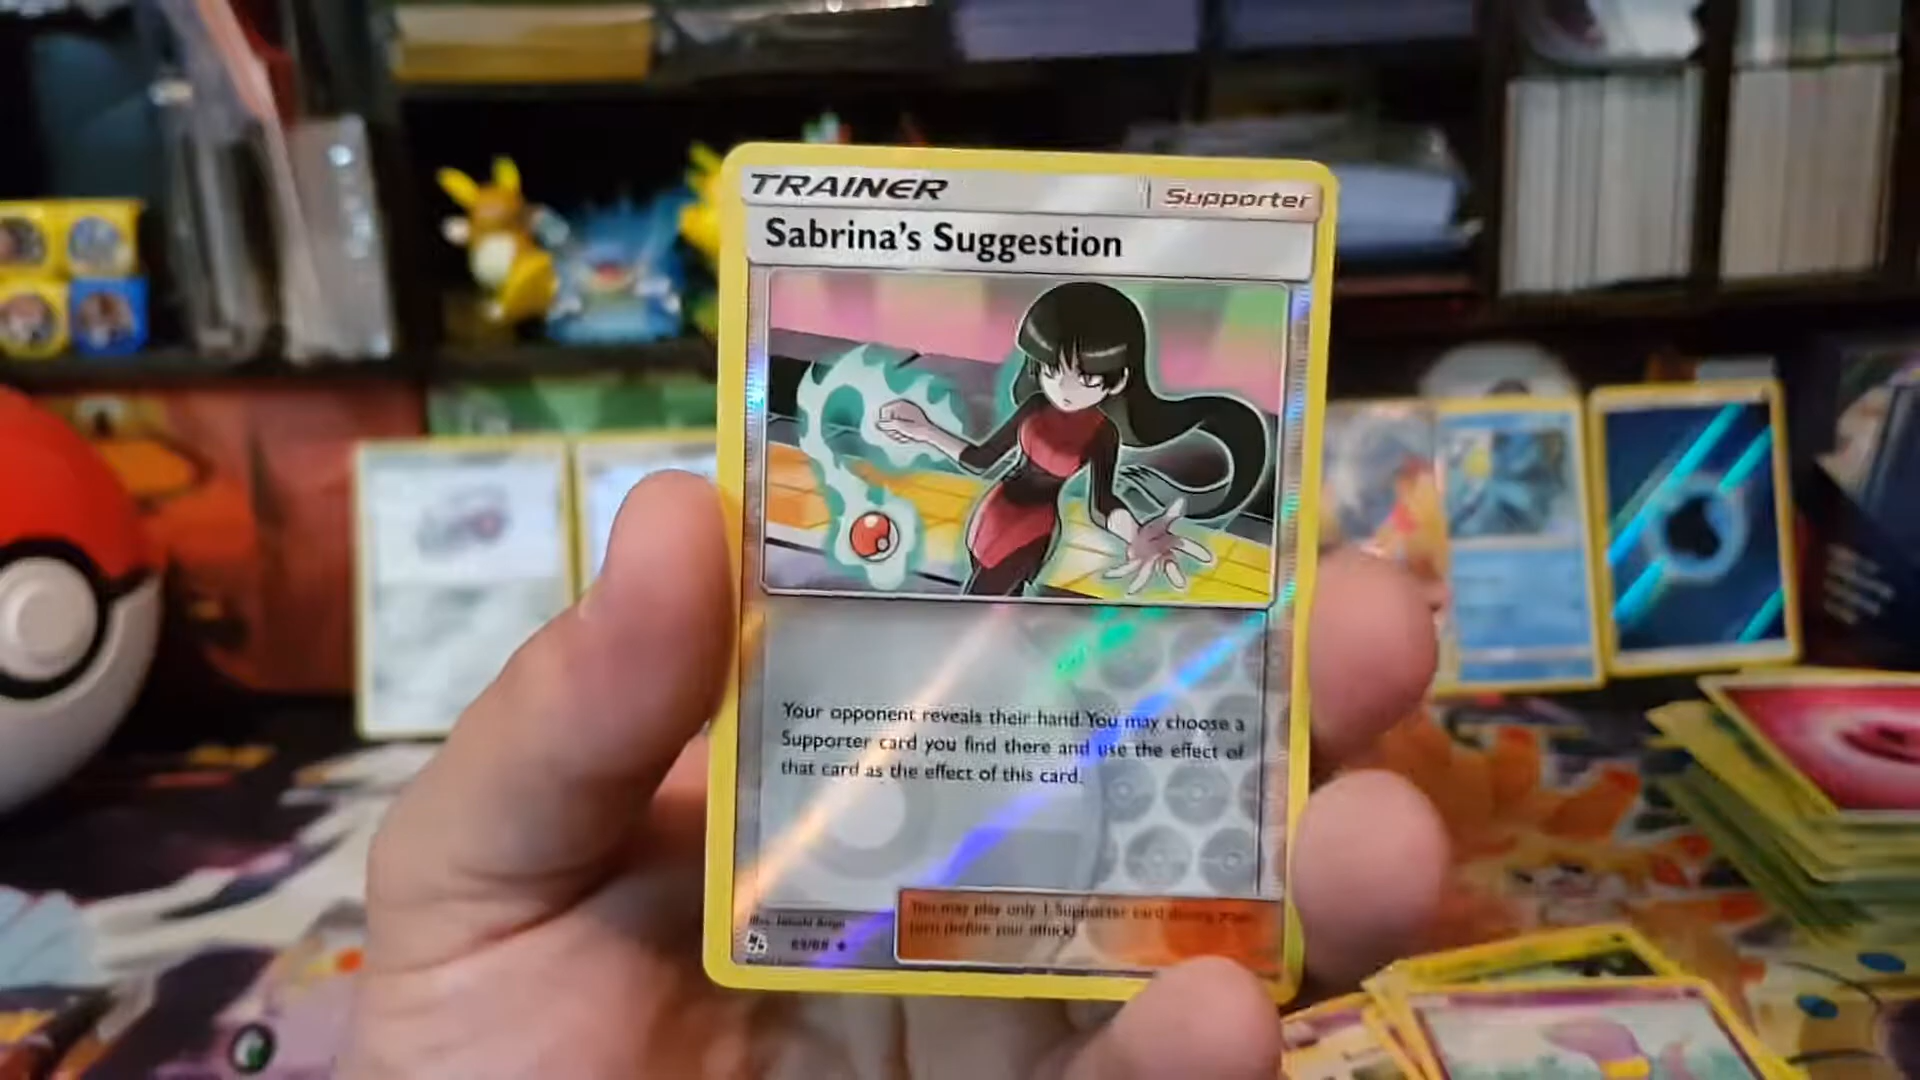 TRAINER
Supporter
Sabrina's Suggestion
Your opponent reveals their hand. You may choose a
Supporter card you find there and use the effect of
that card as the effect of this card.
You may play only 1 Supporter card during your
turn (before your attack).